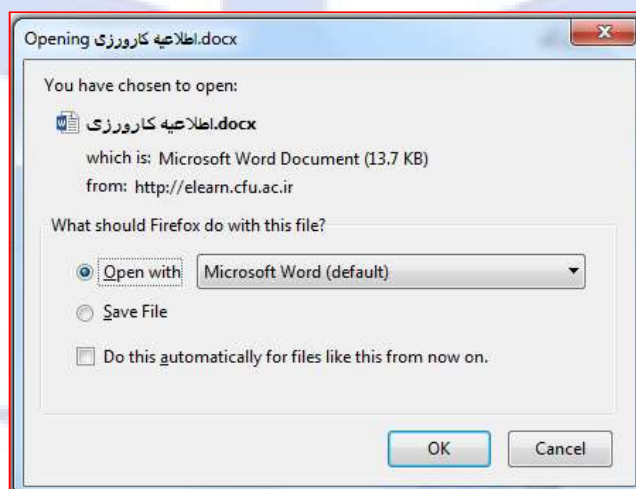 Opening اطلاعیه کارورزی.docx
You have chosen to open:
اطلاعیه کارورزی.docx
which is: Microsoft Word Document (13.7 KB)
from: http://elearn.cfu.ac.ir
What should Firefox do with this file?
Open with Microsoft Word (default)
Save File
Do this automatically for files like this from now on.
OK Cancel